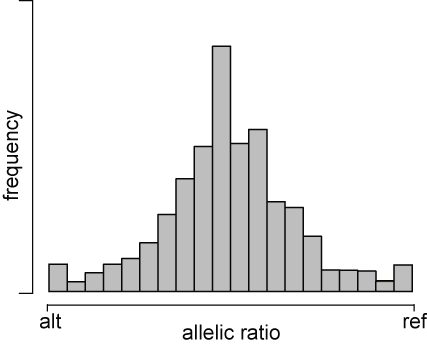 frequency
alt
ref
allelic ratio